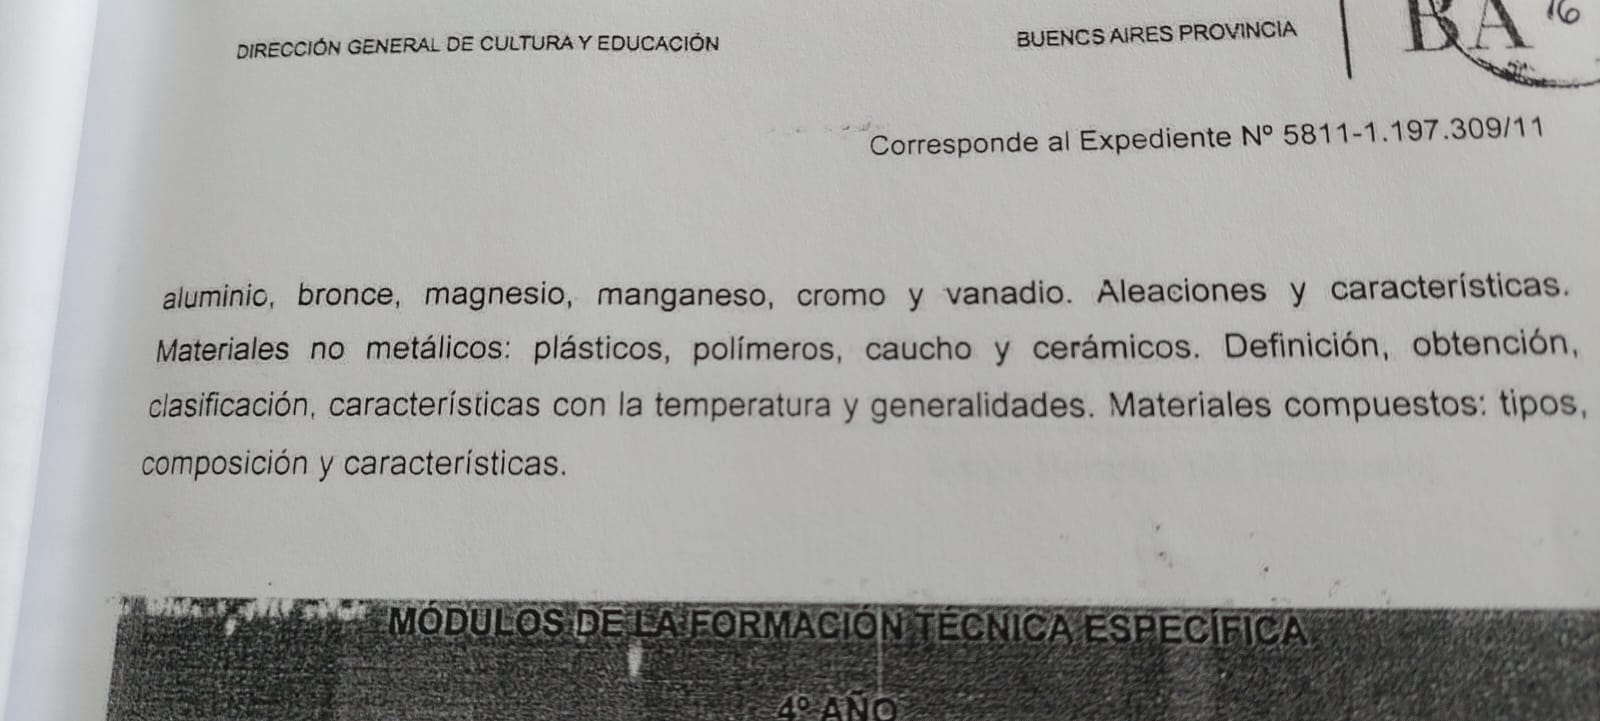 DIRECCIÓN GENERAL DE CULTURA Y EDUCACIÓN
BUENCS AIRES PROVINCIA
BA
16
Corresponde al Expediente Nº 5811-1.197.309/11
aluminio, bronce, magnesio, manganeso, cromo y vanadio. Aleaciones y características.
Materiales no metálicos: plásticos, polímeros, caucho y cerámicos. Definición, obtención,
clasificación, características con la temperatura y generalidades. Materiales compuestos: tipos,
composición y características.
MÓDULOS DE LA FORMACIÓN TÉCNICA ESPECÍFICA
4º AÑO